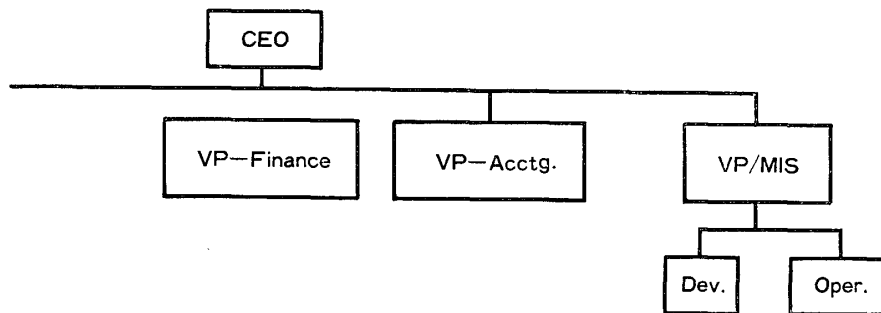 CEO
VP—Finance
VP—Acctg.
VP/MIS
Dev.
Oper.